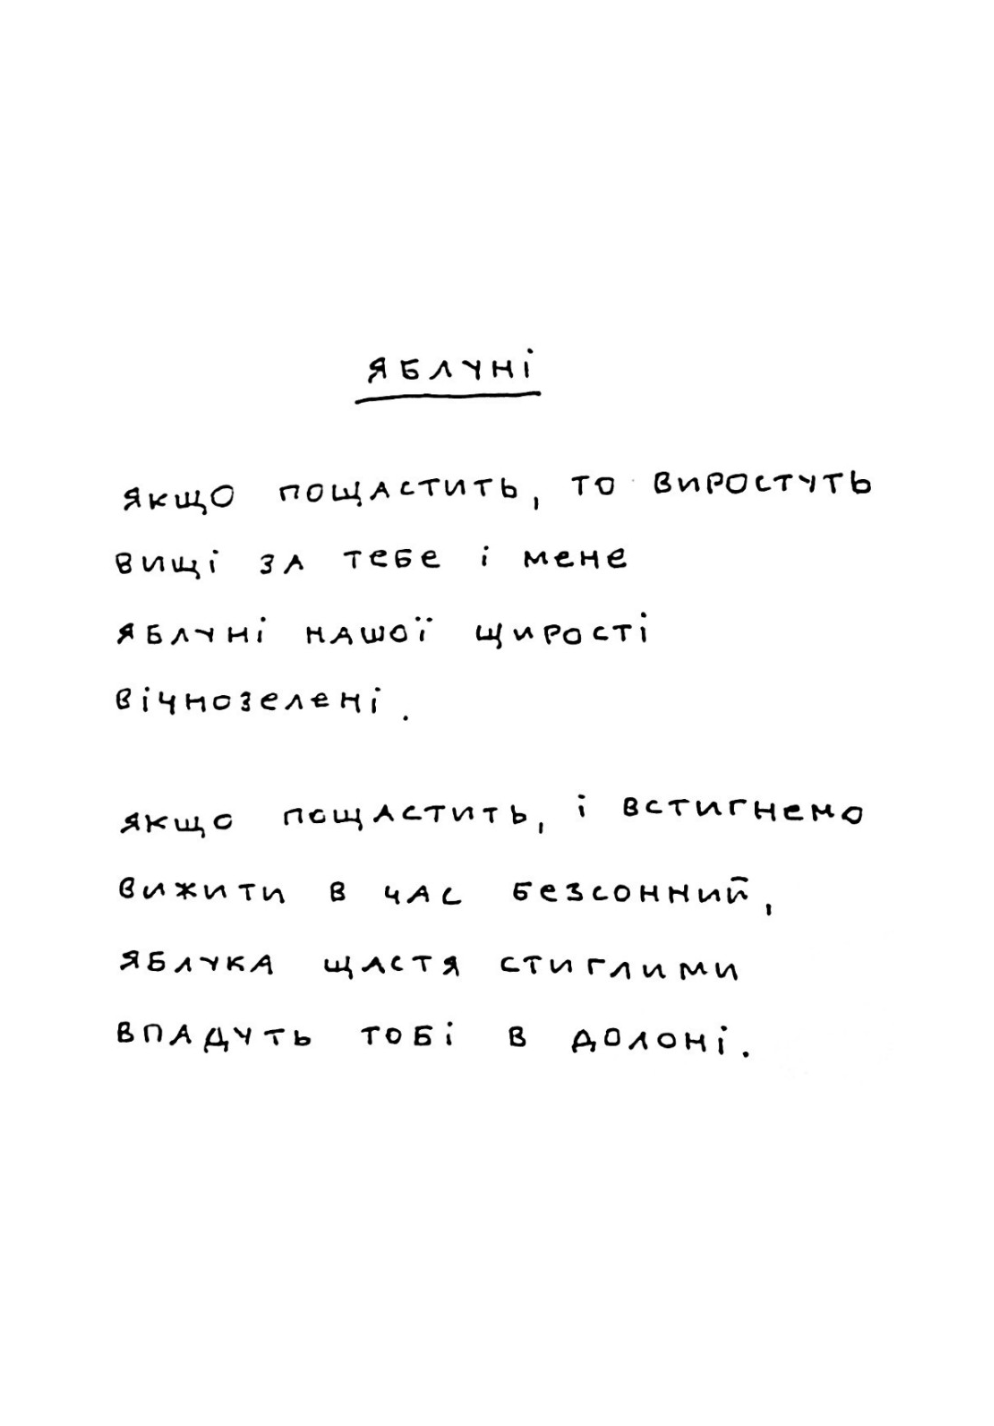 яблуні
якщо пощастить, то виростуть
вищі за тебе і мене
яблуні нашої щирості
вічнозелені.
якщо пощастить, і встигнемо
вижити в час безсонний,
яблука щастя стиглими
впадуть тобі в долоні.